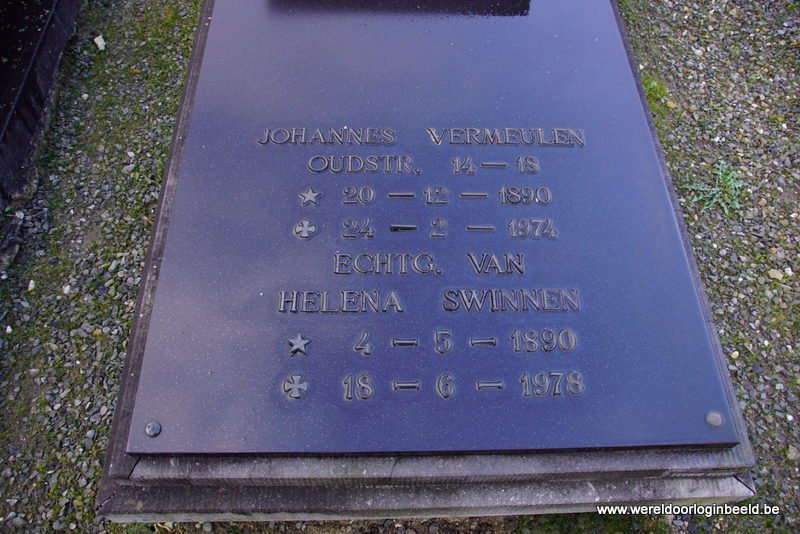 JOHANNES VERMEULEN
OUDSTR. 14 - 18
★ 20 - 12 - 1890
✠ 24 - 2 - 1974
ECHTG. VAN
HELENA SWINNEN
★ 4 - 5 - 1890
✠ 18 - 6 - 1978
www.wereldoorloginbeeld.be